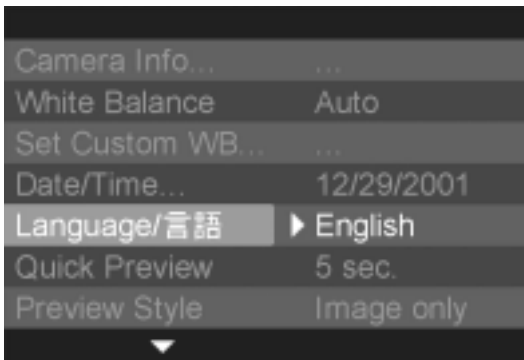 Camera Info... ...
White Balance Auto
Set Custom WB... ...
Date/Time... 12/29/2001
Language/言語 English
Quick Preview 5 sec.
Preview Style Image only